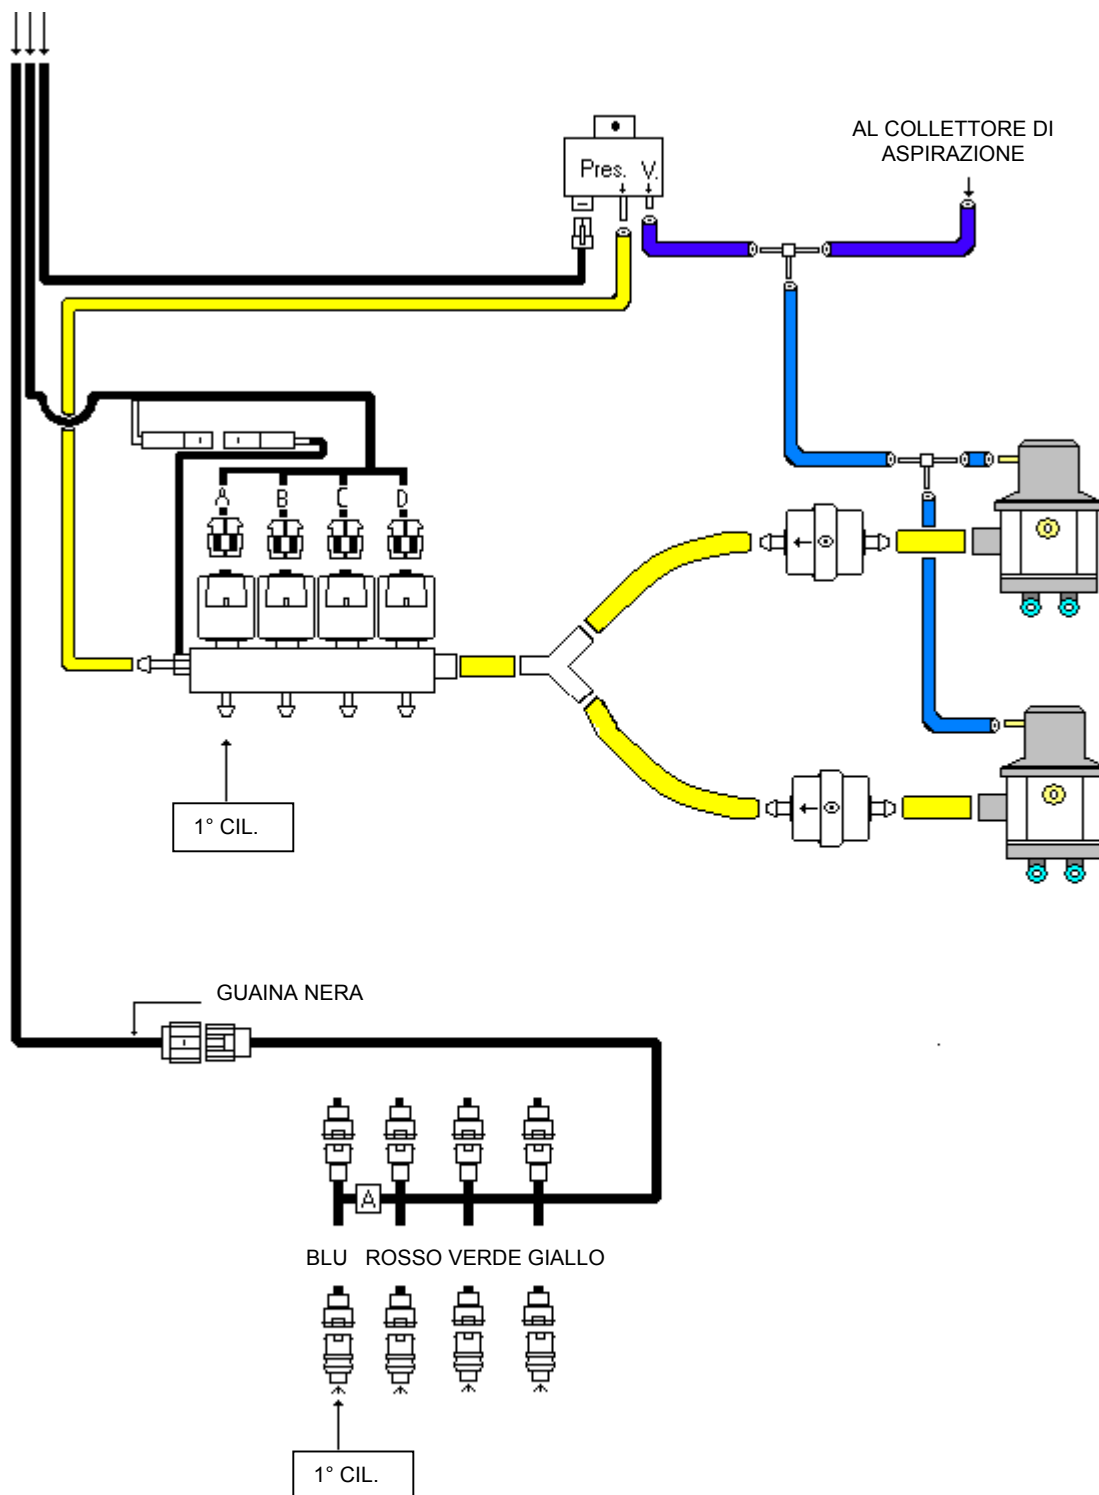 AL COLLETTORE DI
ASPIRAZIONE
Pres. V.
A B C D
1° CIL.
GUAINA NERA
A
BLU ROSSO VERDE GIALLO
1° CIL.